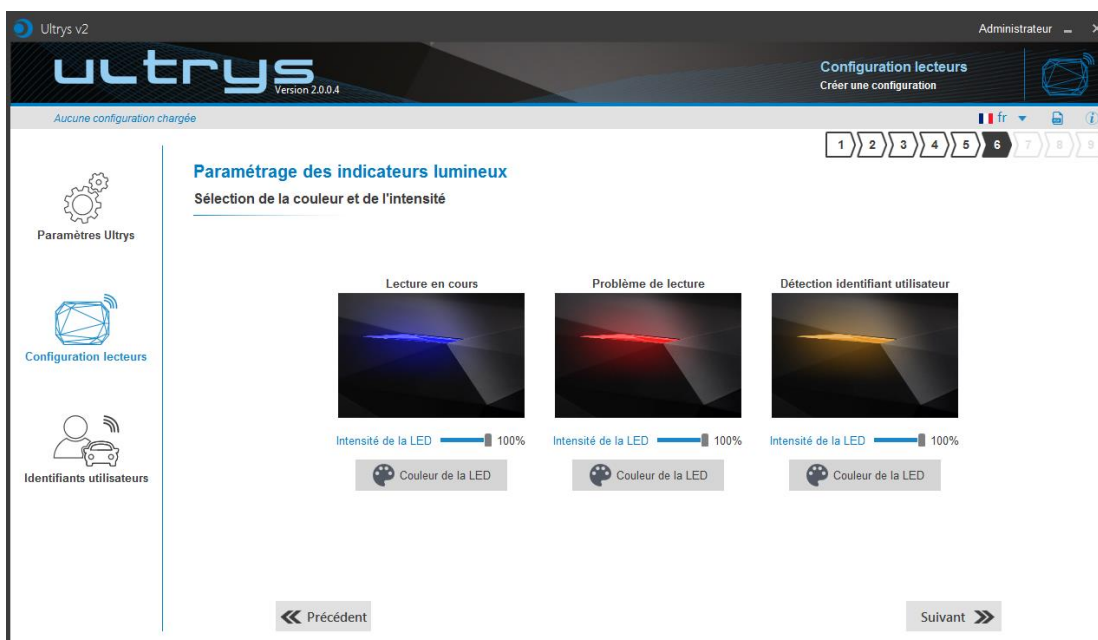 Ultrys v2
Administrateur
ULTRYS
Version 2.0.0.4
Configuration lecteurs
Créer une configuration
Aucune configuration chargée
fr
1 2 3 4 5 6 7 8 9
Paramétrage des indicateurs lumineux
Sélection de la couleur et de l'intensité
Paramètres Ultrys
Configuration lecteurs
Identifiants utilisateurs
Lecture en cours
Problème de lecture
Détection identifiant utilisateur
Intensité de la LED 100%
Intensité de la LED 100%
Intensité de la LED 100%
Couleur de la LED
Couleur de la LED
Couleur de la LED
Précédent
Suivant